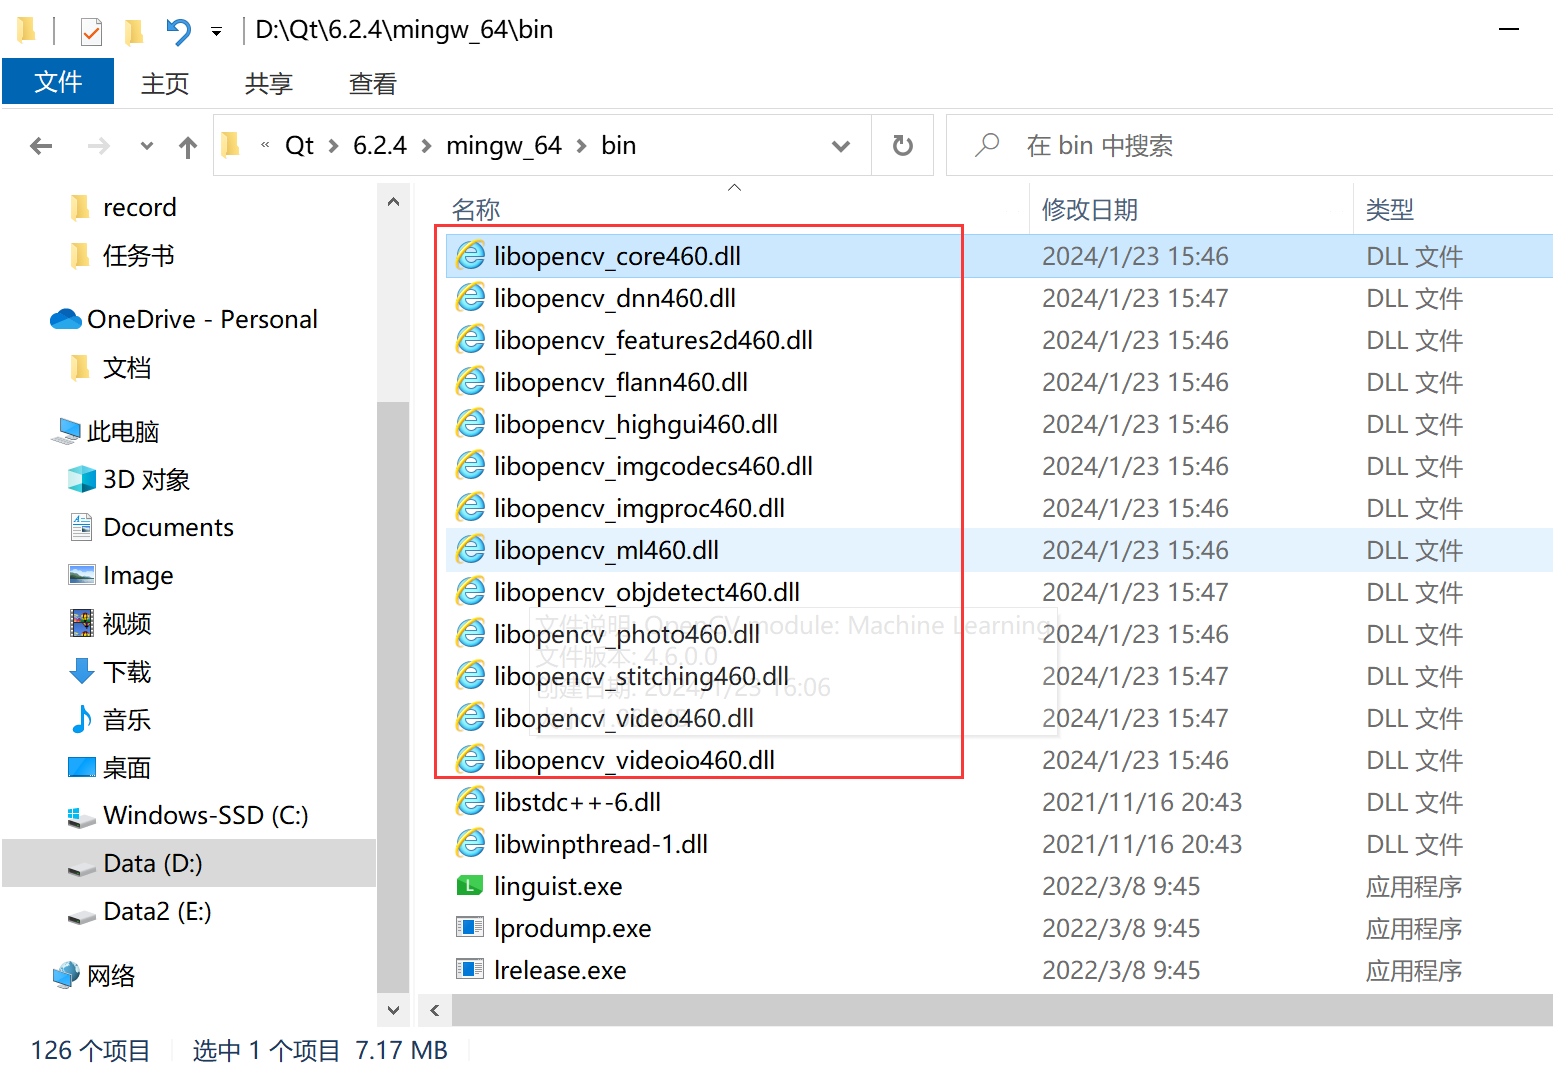 D:\Qt\6.2.4\mingw_64\bin
文件 主页 共享 查看
« Qt 6.2.4 mingw_64 bin 在 bin 中搜索
record
任务书
OneDrive - Personal
文档
此电脑
3D 对象
Documents
Image
视频
下载
音乐
桌面
Windows-SSD (C:)
Data (D:)
Data2 (E:)
网络
名称 修改日期 类型
libopencv_core460.dll 2024/1/23 15:46 DLL 文件
libopencv_dnn460.dll 2024/1/23 15:47 DLL 文件
libopencv_features2d460.dll 2024/1/23 15:46 DLL 文件
libopencv_flann460.dll 2024/1/23 15:46 DLL 文件
libopencv_highgui460.dll 2024/1/23 15:46 DLL 文件
libopencv_imgcodecs460.dll 2024/1/23 15:46 DLL 文件
libopencv_imgproc460.dll 2024/1/23 15:46 DLL 文件
libopencv_ml460.dll 2024/1/23 15:46 DLL 文件
libopencv_objdetect460.dll 2024/1/23 15:47 DLL 文件
libopencv_photo460.dll 2024/1/23 15:46 DLL 文件
libopencv_stitching460.dll 2024/1/23 15:47 DLL 文件
libopencv_video460.dll 2024/1/23 15:47 DLL 文件
libopencv_videoio460.dll 2024/1/23 15:46 DLL 文件
libstdc++-6.dll 2021/11/16 20:43 DLL 文件
libwinpthread-1.dll 2021/11/16 20:43 DLL 文件
linguist.exe 2022/3/8 9:45 应用程序
lprodump.exe 2022/3/8 9:45 应用程序
lrelease.exe 2022/3/8 9:45 应用程序
文件说明: OpenCV module: Machine Learning
文件版本: 4.6.0.0
创建日期: 2024/1/23 16:06
126 个项目 选中 1 个项目 7.17 MB